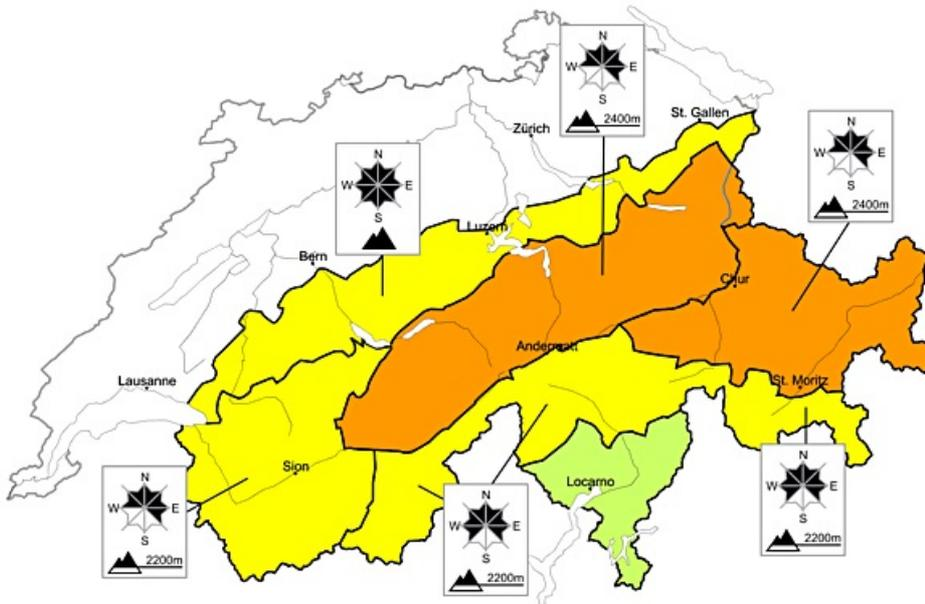 N
W E
S
2400m
St. Gallen
Zürich
N
W E
S
2400m
N
W E
S
Luzern
Bern
Chur
Andermatt
Lausanne
St. Moritz
Sion
Locarno
N
W E
S
2200m
N
W E
S
2200m
N
W E
S
2200m